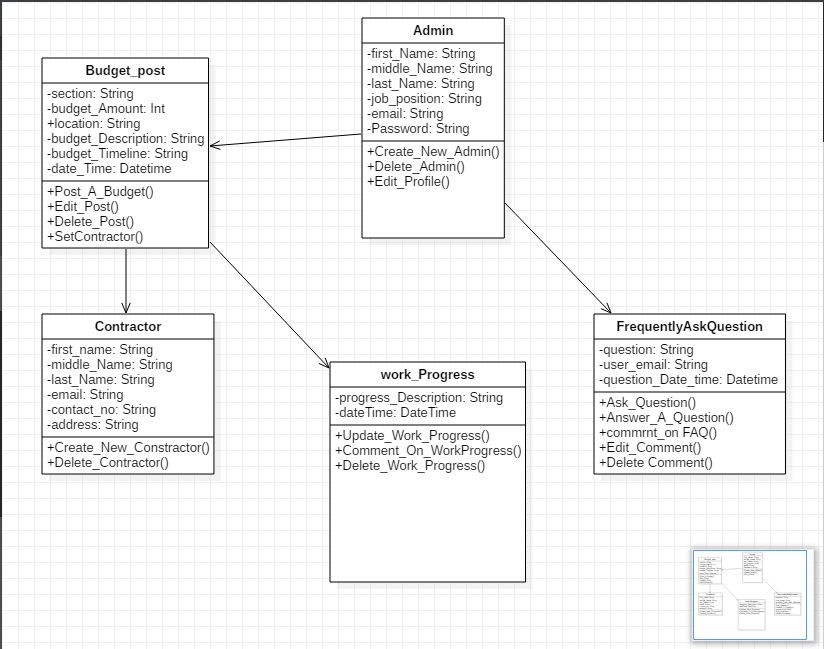 Admin
-first_Name: String
-middle_Name: String
-last_Name: String
-job_position: String
-email: String
-Password: String
+Create_New_Admin()
+Delete_Admin()
+Edit_Profile()
Budget_post
-section: String
-budget_Amount: Int
+location: String
-budget_Description: String
-budget_Timeline: String
-date_Time: Datetime
+Post_A_Budget()
+Edit_Post()
+Delete_Post()
+SetContractor()
Contractor
-first_name: String
-middle_Name: String
-last_Name: String
-email: String
-contact_no: String
-address: String
+Create_New_Constractor()
+Delete_Contractor()
work_Progress
-progress_Description: String
-dateTime: DateTime
+Update_Work_Progress()
+Comment_On_WorkProgress()
+Delete_Work_Progress()
FrequentlyAskQuestion
-question: String
-user_email: String
-question_Date_time: Datetime
+Ask_Question()
+Answer_A_Question()
+commrnt_on FAQ()
+Edit_Comment()
+Delete Comment()